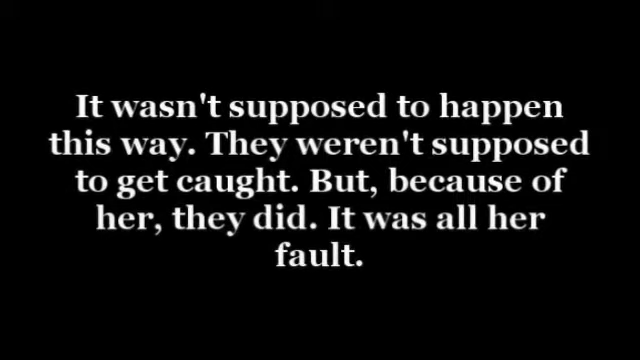 It wasn't supposed to happen
this way. They weren't supposed
to get caught. But, because of
her, they did. It was all her
fault.